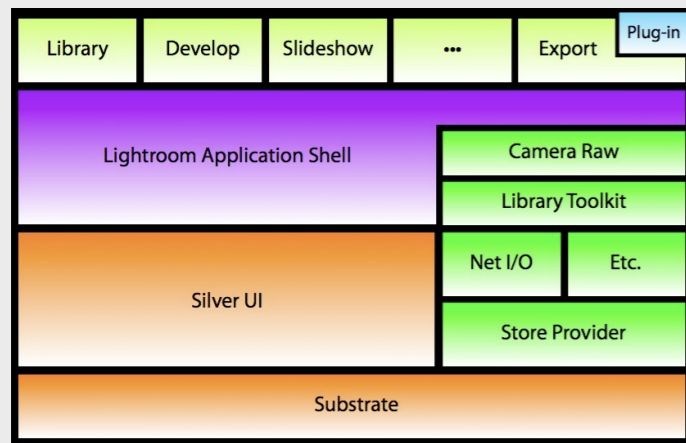 Library
Develop
Slideshow
...
Export
Plug-in
Lightroom Application Shell
Camera Raw
Library Toolkit
Silver UI
Net I/O
Etc.
Store Provider
Substrate